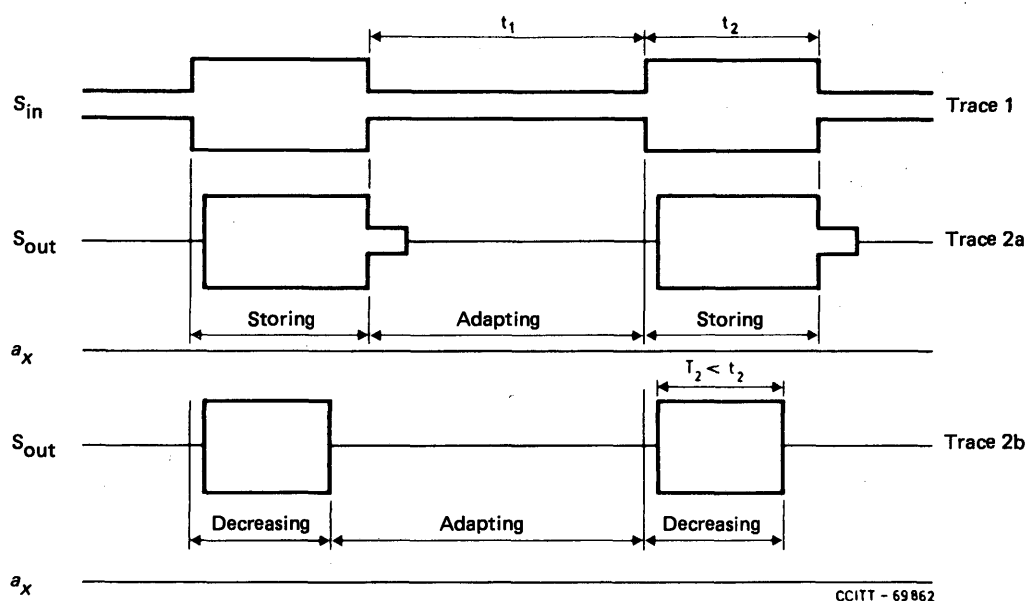 t1 t2
Sin Trace 1
Sout Trace 2a
Storing Adapting Storing
ax
T2 < t2
Sout Trace 2b
Decreasing Adapting Decreasing
ax
CCITT - 69862